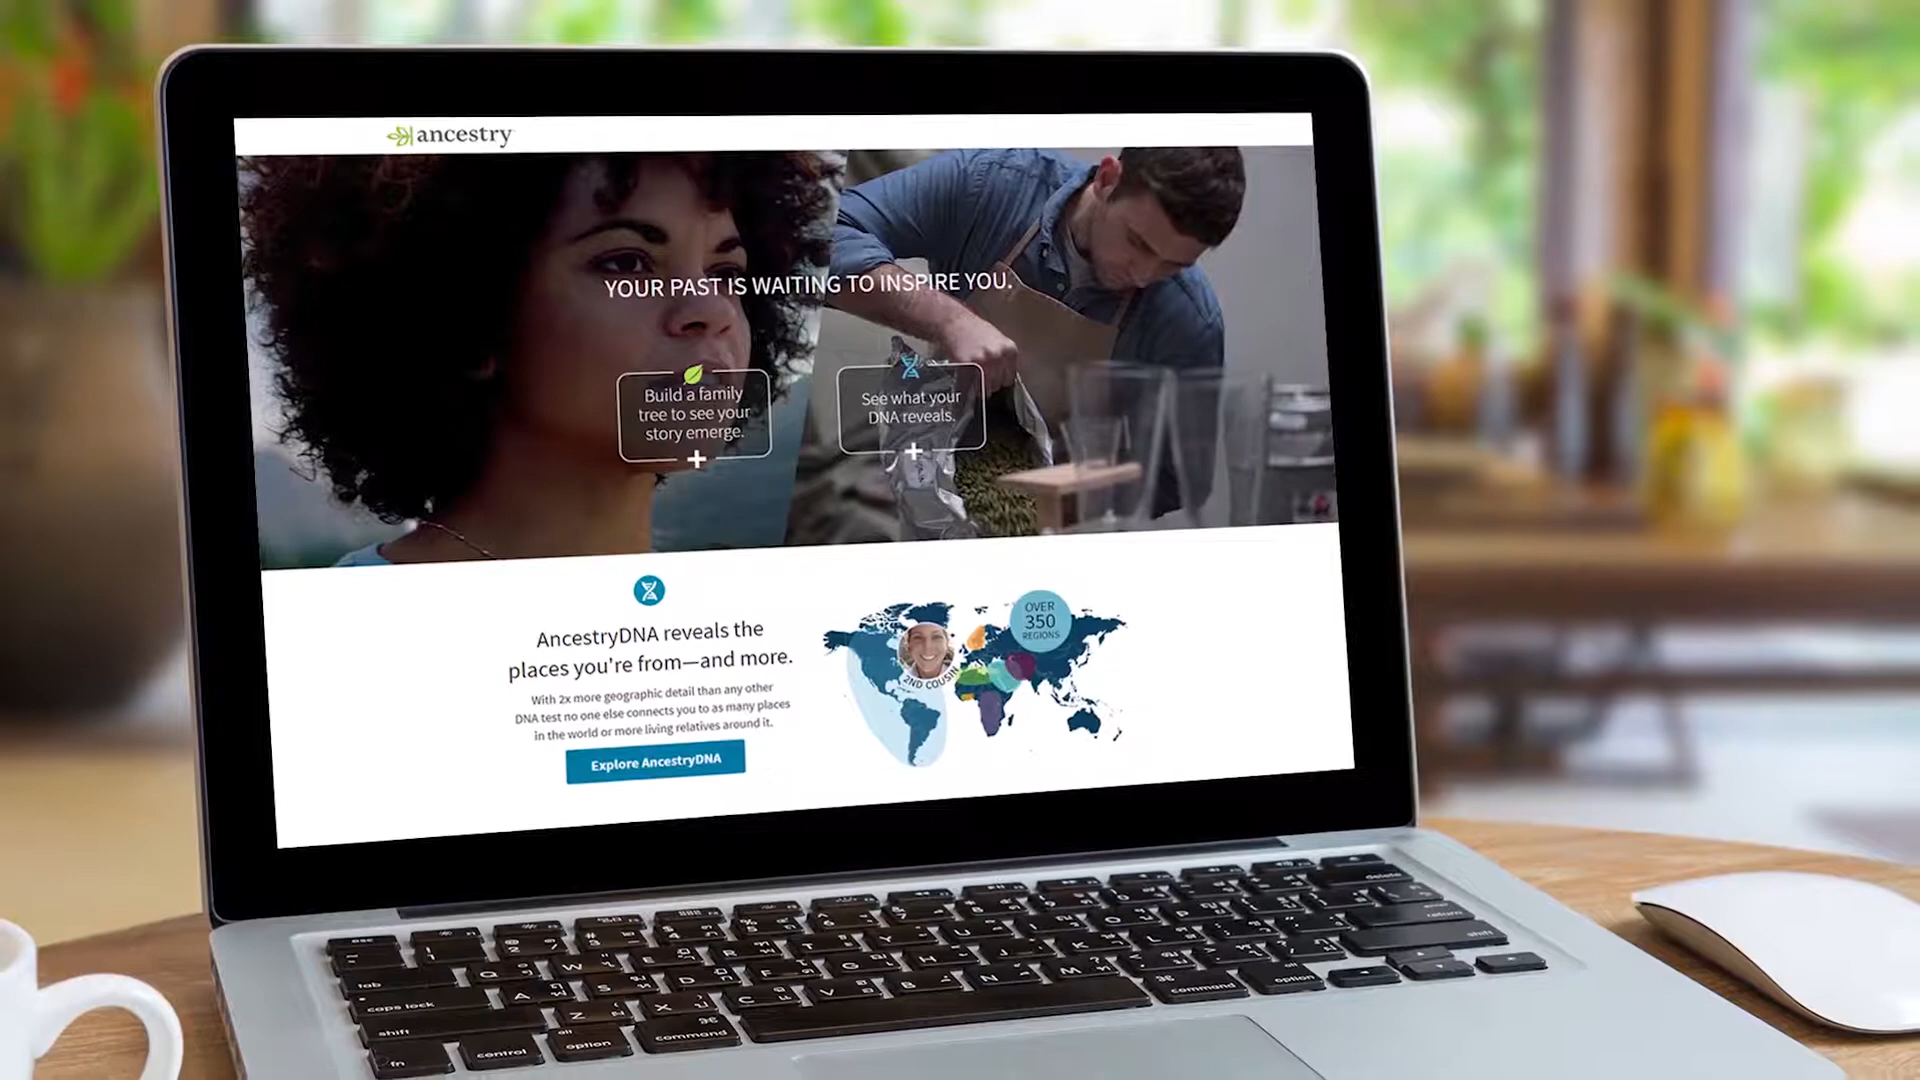 ancestry
YOUR PAST IS WAITING TO INSPIRE YOU.
Build a family
tree to see your
story emerge.
See what your
DNA reveals.
AncestryDNA reveals the
places you're from—and more.
With 2x more geographic detail than any other
DNA test no one else connects you to as many places
in the world or more living relatives around it.
Explore AncestryDNA
OVER
350
REGIONS
2ND COUSIN
esc
delete
tab
Q W E R T Y U I O P
return
caps lock
A S D F G H J K L
shift
Z X C V B N M
shift
fn
control
alt
option
command
command
alt
option